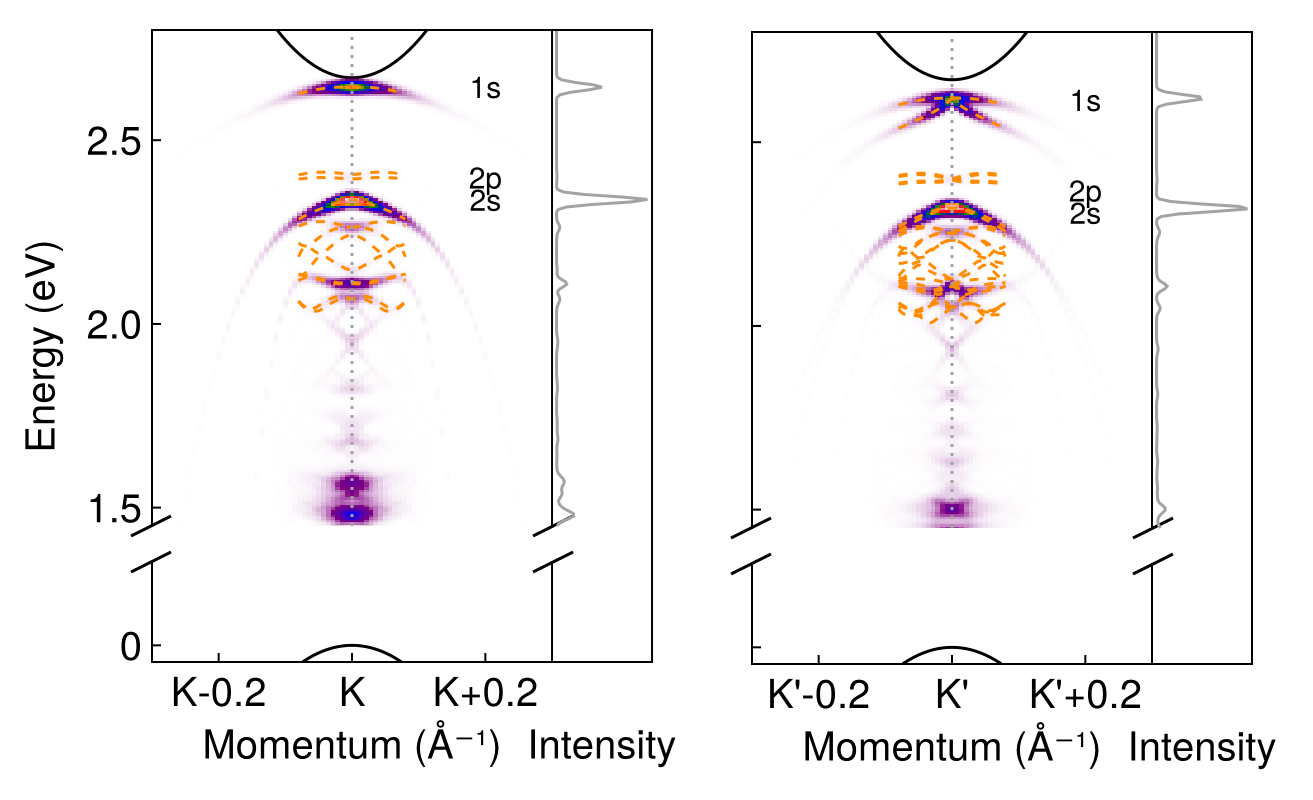 Energy (eV)
2.5
2.0
1.5
0
1s
2p
2s
K-0.2
K
K+0.2
Momentum (Å⁻¹)
Intensity
1s
2p
2s
K'-0.2
K'
K'+0.2
Momentum (Å⁻¹)
Intensity